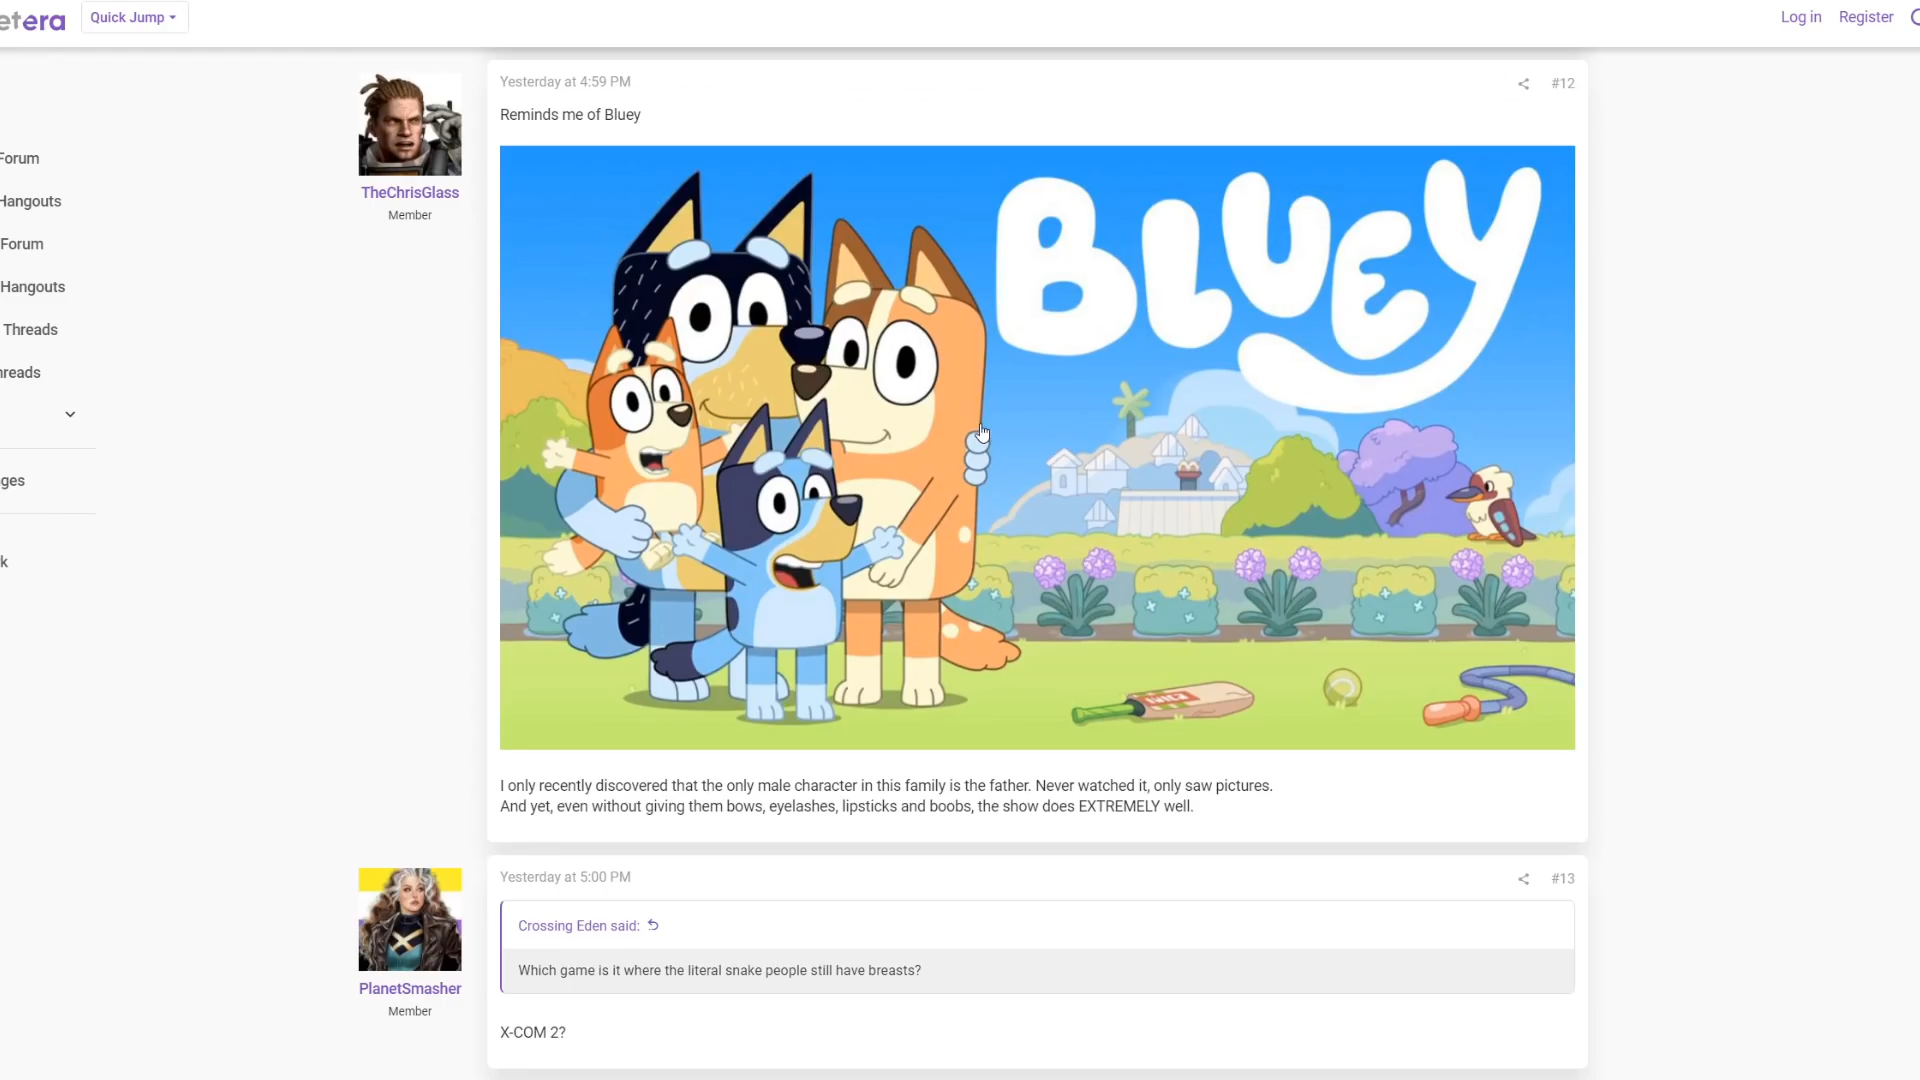 etera
Quick Jump
Log in
Register
Forum
Hangouts
Forum
Hangouts
Threads
hreads
ges
k
TheChrisGlass
Member
Yesterday at 4:59 PM
#12
Reminds me of Bluey
BLUEY
I only recently discovered that the only male character in this family is the father. Never watched it, only saw pictures.
And yet, even without giving them bows, eyelashes, lipsticks and boobs, the show does EXTREMELY well.
PlanetSmasher
Member
Yesterday at 5:00 PM
#13
Crossing Eden said:
Which game is it where the literal snake people still have breasts?
X-COM 2?